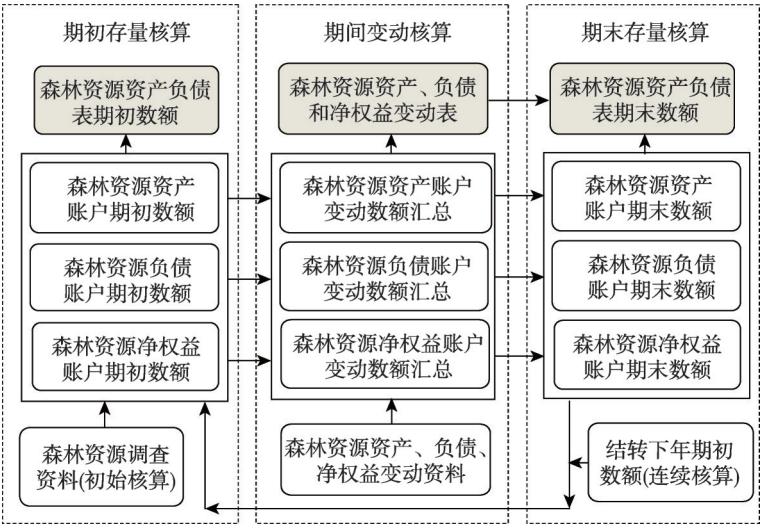 期初存量核算
森林资源资产负债
表期初数额
森林资源资产
账户期初数额
森林资源负债
账户期初数额
森林资源净权益
账户期初数额
森林资源调查
资料(初始核算)
期间变动核算
森林资源资产、负债
和净权益变动表
森林资源资产账户
变动数额汇总
森林资源负债账户
变动数额汇总
森林资源净权益账户
变动数额汇总
森林资源资产、负债、
净权益变动资料
期末存量核算
森林资源资产负债
表期末数额
森林资源资产
账户期末数额
森林资源负债
账户期末数额
森林资源净权益
账户期末数额
结转下年期初
数额(连续核算)